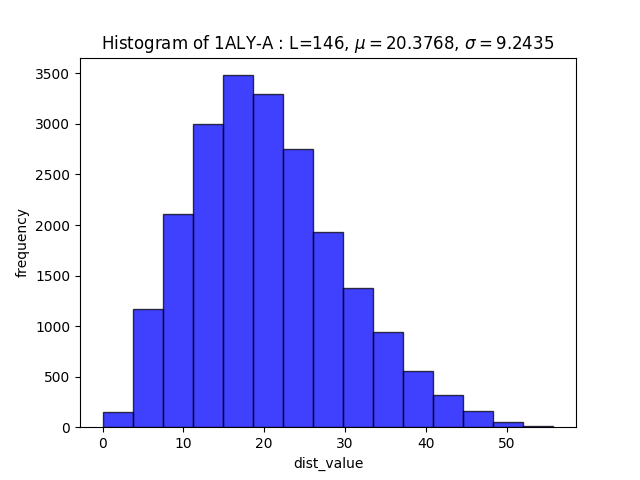 Histogram of 1ALY-A : L=146, μ = 20.3768, σ = 9.2435
3500
3000
2500
2000
1500
1000
500
0
frequency
0 10 20 30 40 50
dist_value